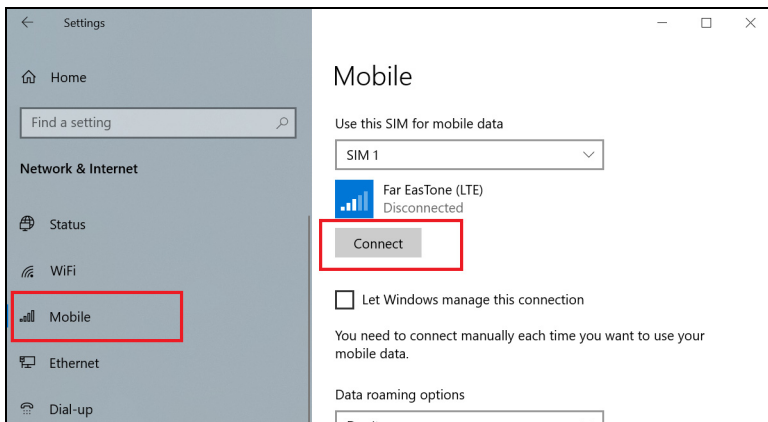 Settings
Home
Find a setting
Network & Internet
Status
WiFi
Mobile
Ethernet
Dial-up
Mobile
Use this SIM for mobile data
SIM 1
Far EasTone (LTE)
Disconnected
Connect
Let Windows manage this connection
You need to connect manually each time you want to use your
mobile data.
Data roaming options